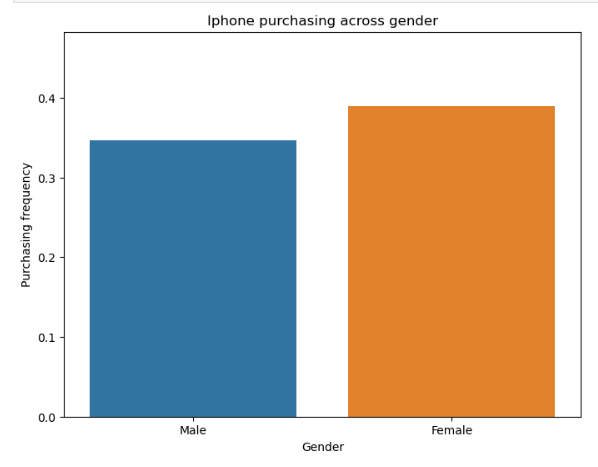 Iphone purchasing across gender
Purchasing frequency
0.4
0.3
0.2
0.1
0.0
Male Female
Gender